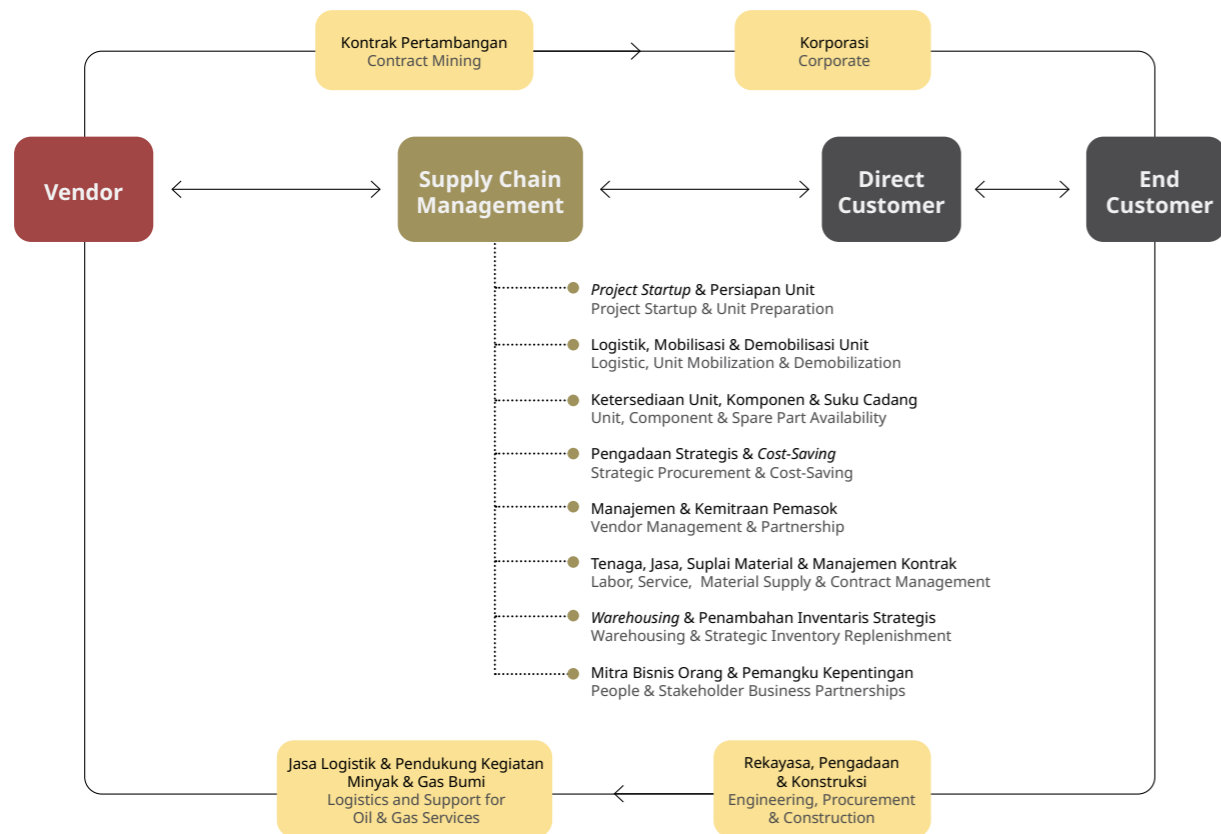 Kontrak Pertambangan
Contract Mining
Korporasi
Corporate
Vendor
Supply Chain
Management
Direct
Customer
End
Customer
Project Startup & Persiapan Unit
Project Startup & Unit Preparation
Logistik, Mobilisasi & Demobilisasi Unit
Logistic, Unit Mobilization & Demobilization
Ketersediaan Unit, Komponen & Suku Cadang
Unit, Component & Spare Part Availability
Pengadaan Strategis & Cost-Saving
Strategic Procurement & Cost-Saving
Manajemen & Kemitraan Pemasok
Vendor Management & Partnership
Tenaga, Jasa, Suplai Material & Manajemen Kontrak
Labor, Service, Material Supply & Contract Management
Warehousing & Penambahan Inventaris Strategis
Warehousing & Strategic Inventory Replenishment
Mitra Bisnis Orang & Pemangku Kepentingan
People & Stakeholder Business Partnerships
Jasa Logistik & Pendukung Kegiatan
Minyak & Gas Bumi
Logistics and Support for
Oil & Gas Services
Rekayasa, Pengadaan
& Konstruksi
Engineering, Procurement
& Construction